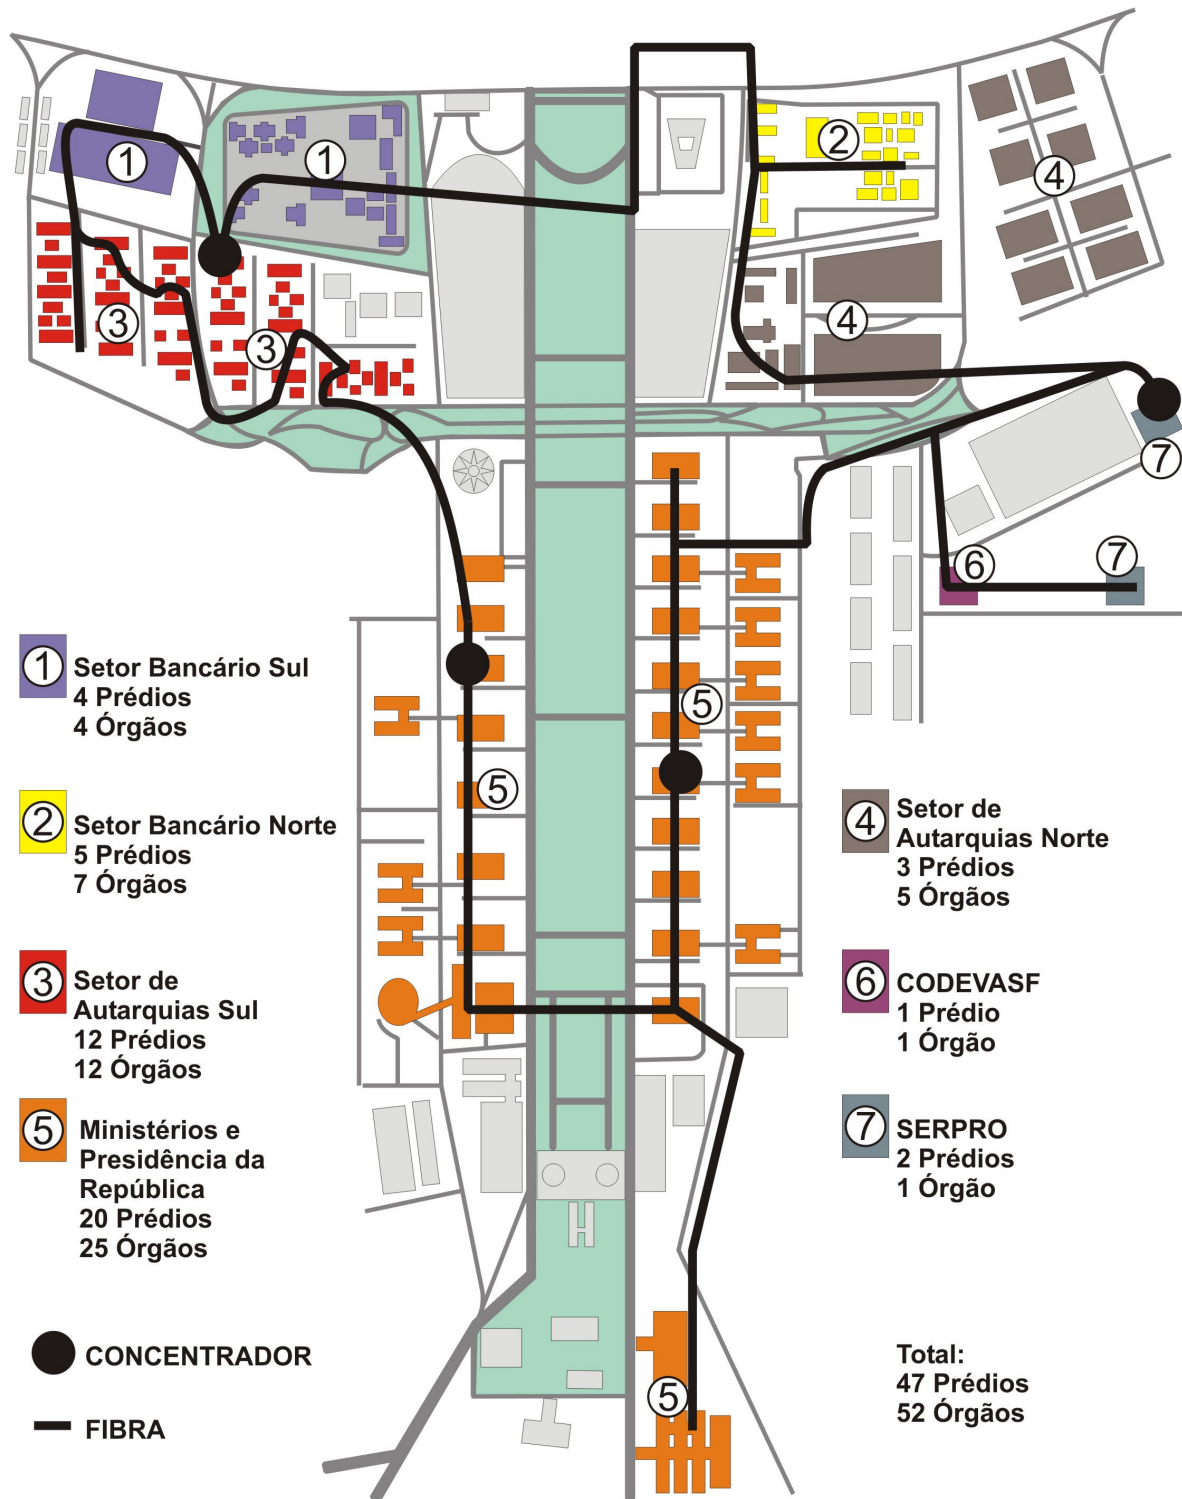 1
1
2
4
3
3
4
7
6
7
5
5
5
1 Setor Bancário Sul
4 Prédios
4 Órgãos
2 Setor Bancário Norte
5 Prédios
7 Órgãos
3 Setor de
Autarquias Sul
12 Prédios
12 Órgãos
5 Ministérios e
Presidência da
República
20 Prédios
25 Órgãos
CONCENTRADOR
FIBRA
4 Setor de
Autarquias Norte
3 Prédios
5 Órgãos
6 CODEVASF
1 Prédio
1 Órgão
7 SERPRO
2 Prédios
1 Órgão
Total:
47 Prédios
52 Órgãos